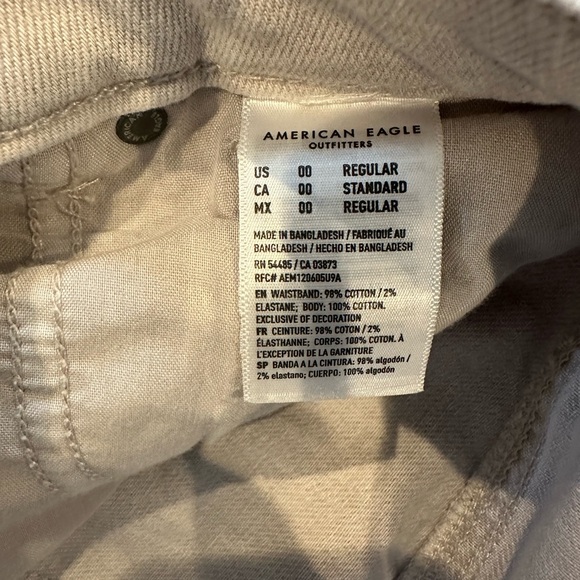 AMERICAN EAGLE
OUTFITTERS
US 00 REGULAR
CA 00 STANDARD
MX 00 REGULAR
MADE IN BANGLADESH / FABRIQUÉ AU
BANGLADESH / HECHO EN BANGLADESH
RN 54485 / CA 03873
RFC# AEM120605U9A
EN WAISTBAND: 98% COTTON / 2%
ELASTANE; BODY: 100% COTTON.
EXCLUSIVE OF DECORATION
FR CEINTURE: 98% COTON / 2%
ÉLASTHANNE; CORPS: 100% COTON. À
L'EXCEPTION DE LA GARNITURE
SP BANDA A LA CINTURA: 98% algodón /
2% elastano; CUERPO: 100% algodón